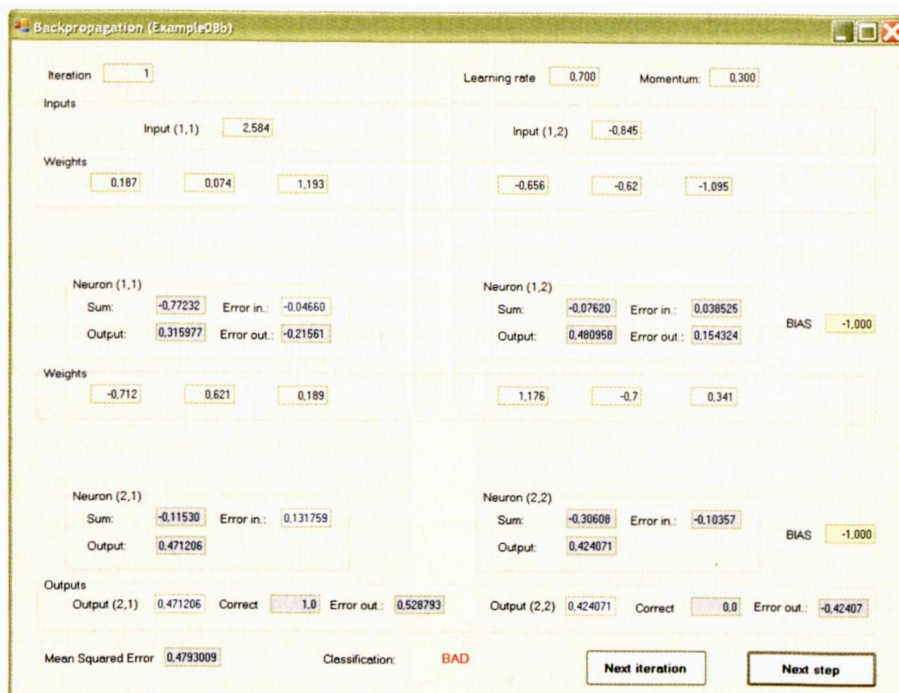 Backpropagation (Example08b)
Iteration 1 Learning rate 0,700 Momentum: 0,300
Inputs
Input (1,1) 2,584 Input (1,2) -0,845
Weights
0,187 0,074 1,193 -0,656 -0,62 -1,095
Neuron (1,1) Neuron (1,2)
Sum: -0,77232 Error in.: -0,04660 Sum: -0,07620 Error in.: 0,038525
Output: 0,315977 Error out.: -0,21561 Output: 0,480958 Error out.: 0,154324 BIAS -1,000
Weights
-0,712 0,621 0,189 1,176 -0,7 0,341
Neuron (2,1) Neuron (2,2)
Sum: -0,11530 Error in.: 0,131759 Sum: -0,30608 Error in.: -0,10357
Output: 0,471206 Output: 0,424071 BIAS -1,000
Outputs
Output (2,1) 0,471206 Correct 1,0 Error out.: 0,528793 Output (2,2) 0,424071 Correct 0,0 Error out.: -0,42407
Mean Squared Error 0,4793009 Classification: BAD Next iteration Next step